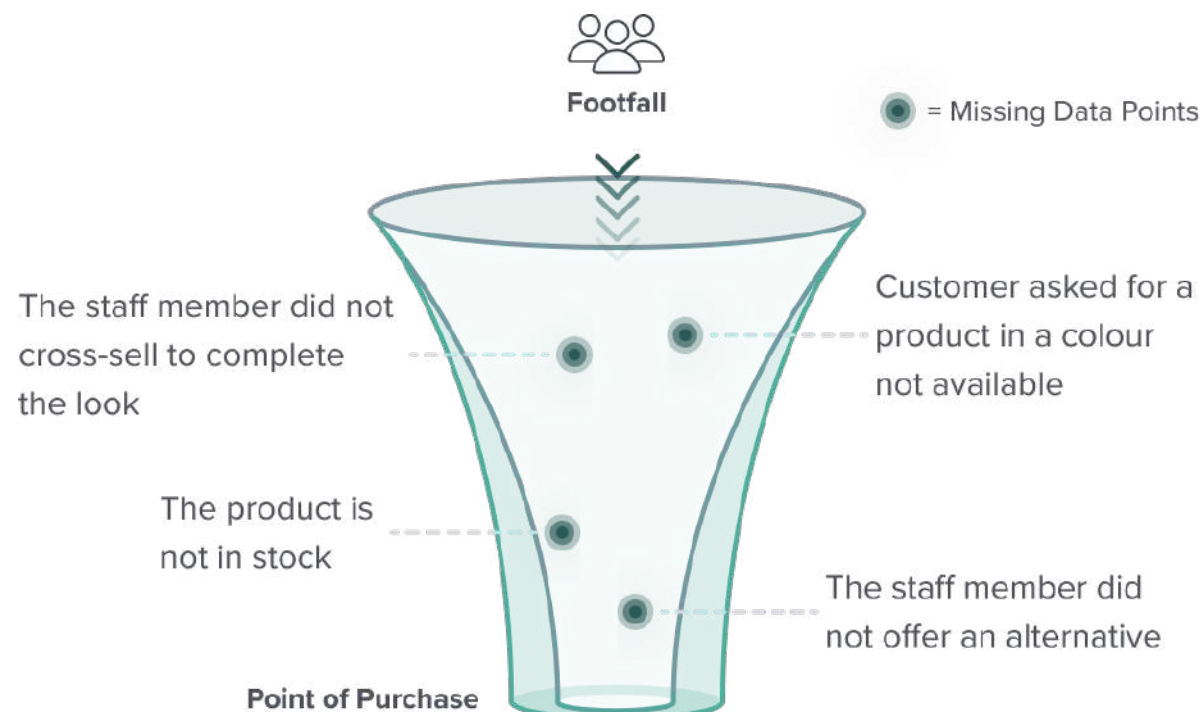 Footfall
= Missing Data Points
The staff member did not
cross-sell to complete
the look
Customer asked for a
product in a colour
not available
The product is
not in stock
The staff member did
not offer an alternative
Point of Purchase